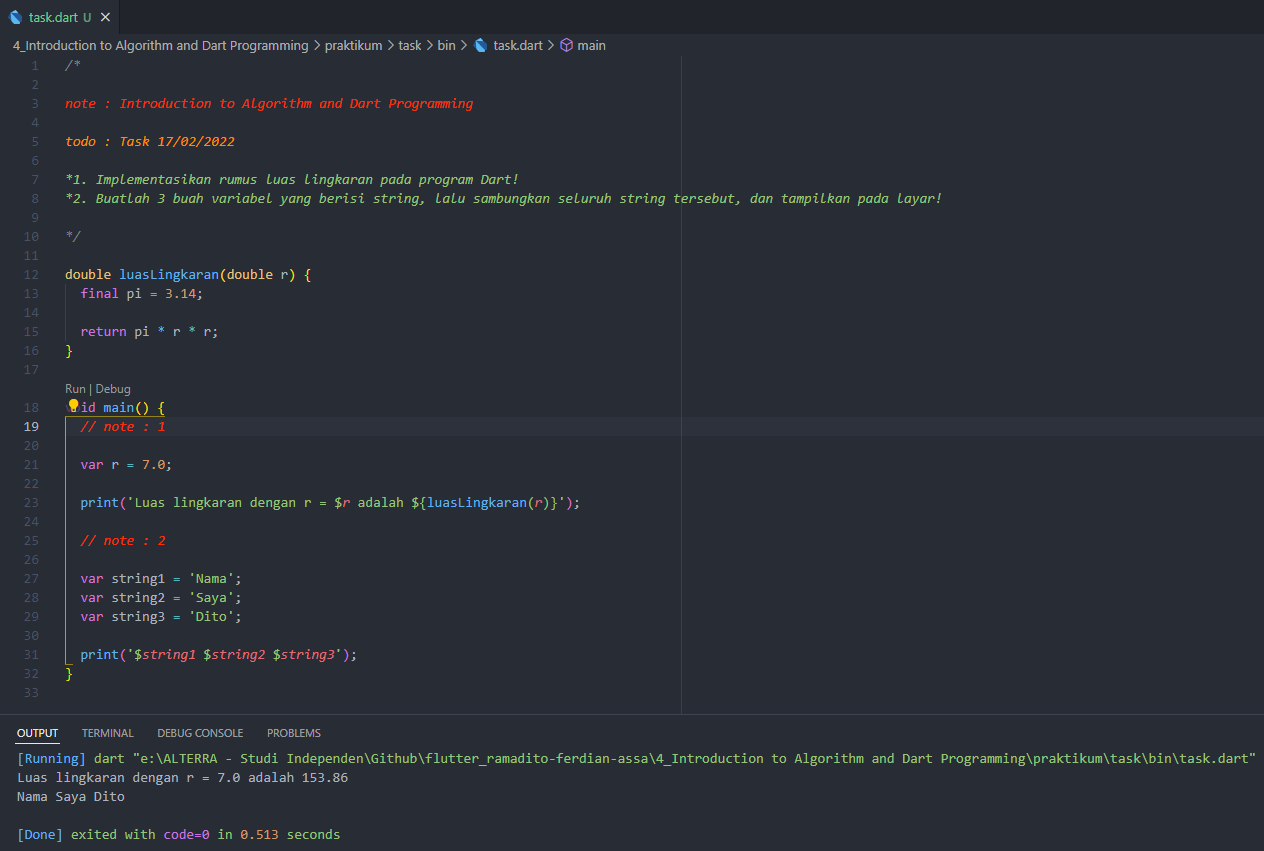 task.dart U
4_Introduction to Algorithm and Dart Programming > praktikum > task > bin > task.dart > main
1 /*
2
3 note : Introduction to Algorithm and Dart Programming
4
5 todo : Task 17/02/2022
6
7 *1. Implementasikan rumus luas lingkaran pada program Dart!
8 *2. Buatlah 3 buah variabel yang berisi string, lalu sambungkan seluruh string tersebut, dan tampilkan pada layar!
9
10 */
11
12 double luasLingkaran(double r) {
13 final pi = 3.14;
14
15 return pi * r * r;
16 }
17
Run | Debug
18 void main() {
19 // note : 1
20
21 var r = 7.0;
22
23 print('Luas lingkaran dengan r = $r adalah ${luasLingkaran(r)}');
24
25 // note : 2
26
27 var string1 = 'Nama';
28 var string2 = 'Saya';
29 var string3 = 'Dito';
30
31 print('$string1 $string2 $string3');
32 }
33
OUTPUT TERMINAL DEBUG CONSOLE PROBLEMS
[Running] dart "e:\ALTERRA - Studi Independen\Github\flutter_ramadito-ferdian-assa\4_Introduction to Algorithm and Dart Programming\praktikum\task\bin\task.dart"
Luas lingkaran dengan r = 7.0 adalah 153.86
Nama Saya Dito
[Done] exited with code=0 in 0.513 seconds